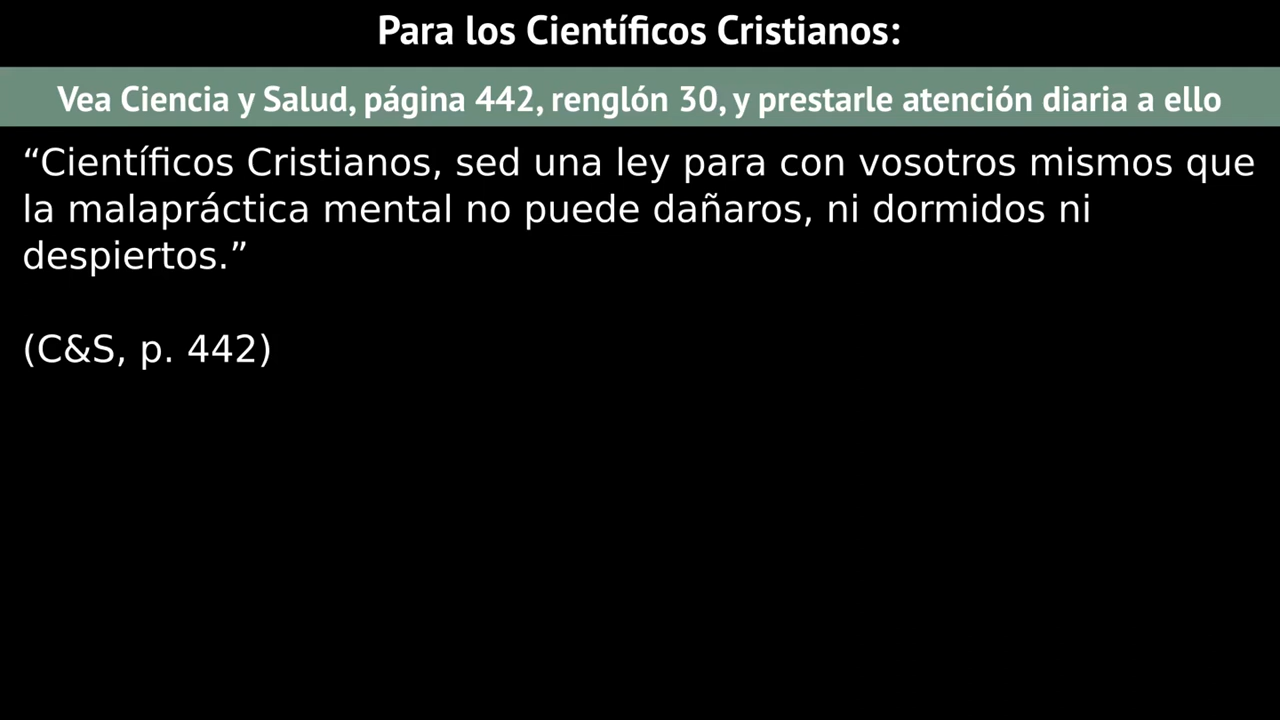 Para los Científicos Cristianos:
Vea Ciencia y Salud, página 442, renglón 30, y prestarle atención diaria a ello
“Científicos Cristianos, sed una ley para con vosotros mismos que
la malapráctica mental no puede dañaros, ni dormidos ni
despiertos.”
(C&S, p. 442)